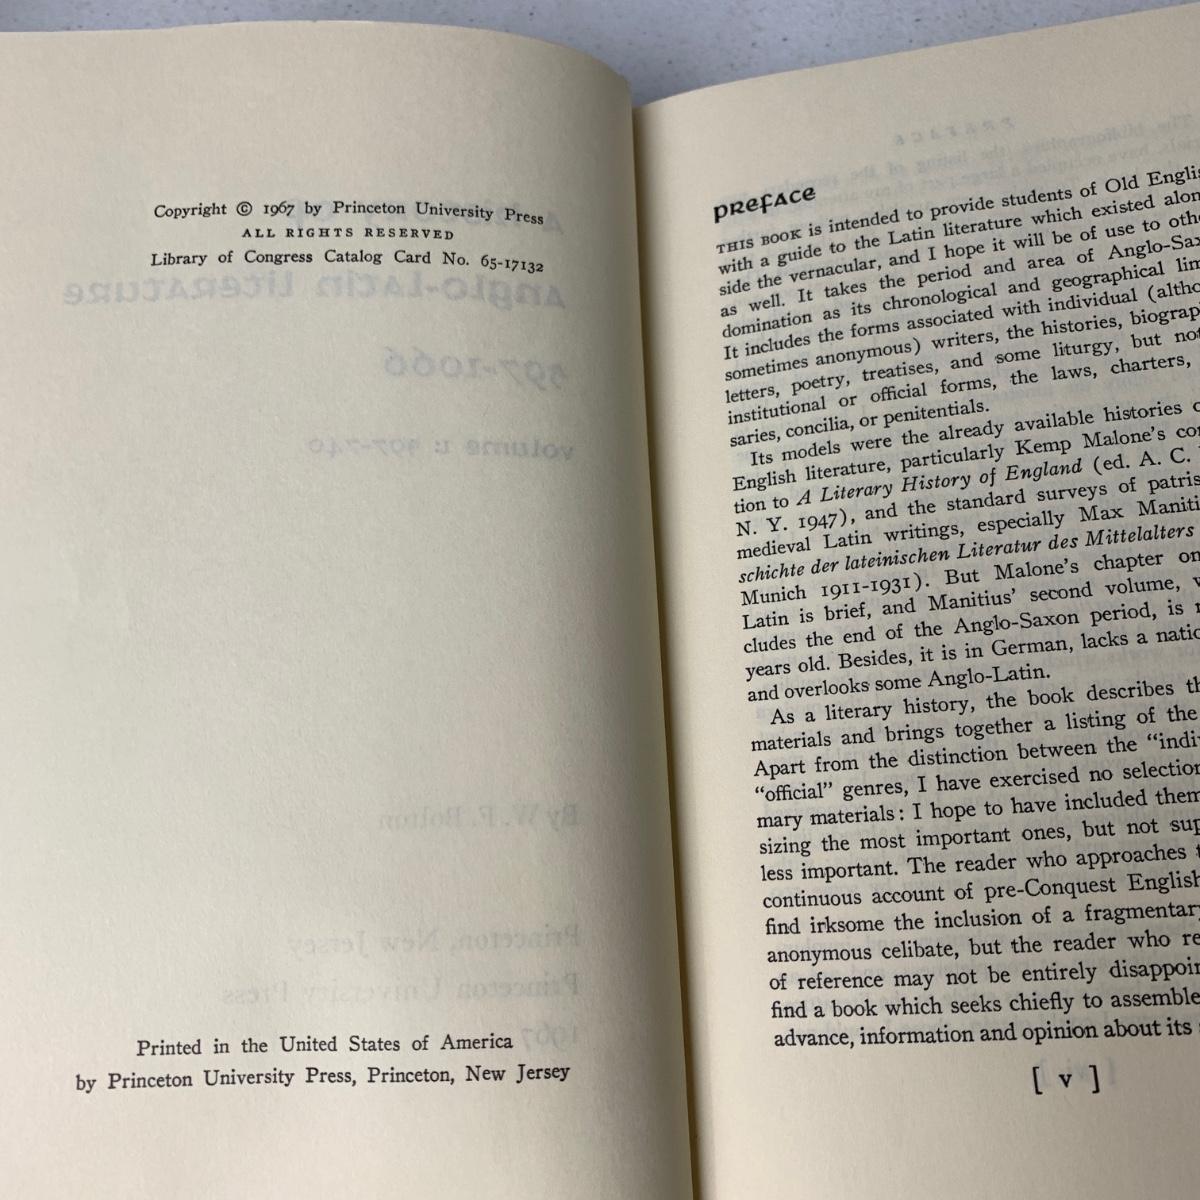 Copyright © 1967 by Princeton University Press
ALL RIGHTS RESERVED
Library of Congress Catalog Card No. 65-17132
Printed in the United States of America
by Princeton University Press, Princeton, New Jersey
PREFACE
THIS BOOK is intended to provide students of Old Englis
with a guide to the Latin literature which existed alon
side the vernacular, and I hope it will be of use to oth
as well. It takes the period and area of Anglo-Sax
domination as its chronological and geographical lim
It includes the forms associated with individual (altho
sometimes anonymous) writers, the histories, biograp
letters, poetry, treatises, and some liturgy, but no
institutional or official forms, the laws, charters,
saries, concilia, or penitentials.
Its models were the already available histories o
English literature, particularly Kemp Malone's co
tion to A Literary History of England (ed. A. C.
N. Y. 1947), and the standard surveys of patris
medieval Latin writings, especially Max Maniti
schichte der lateinischen Literatur des Mittelalters
Munich 1911-1931). But Malone's chapter on
Latin is brief, and Manitius' second volume, w
cludes the end of the Anglo-Saxon period, is
years old. Besides, it is in German, lacks a natio
and overlooks some Anglo-Latin.
As a literary history, the book describes th
materials and brings together a listing of the
Apart from the distinction between the "indi
"official" genres, I have exercised no selection
mary materials: I hope to have included them
sizing the most important ones, but not sup
less important. The reader who approaches t
continuous account of pre-Conquest English
find irksome the inclusion of a fragmentary
anonymous celibate, but the reader who re
of reference may not be entirely disappoin
find a book which seeks chiefly to assemble
advance, information and opinion about its
[ v ]